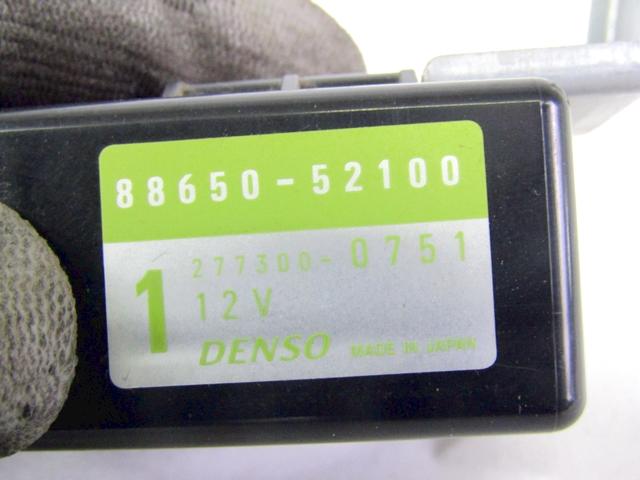 88650-52100
1
277300-0751
12V
DENSO MADE IN JAPAN